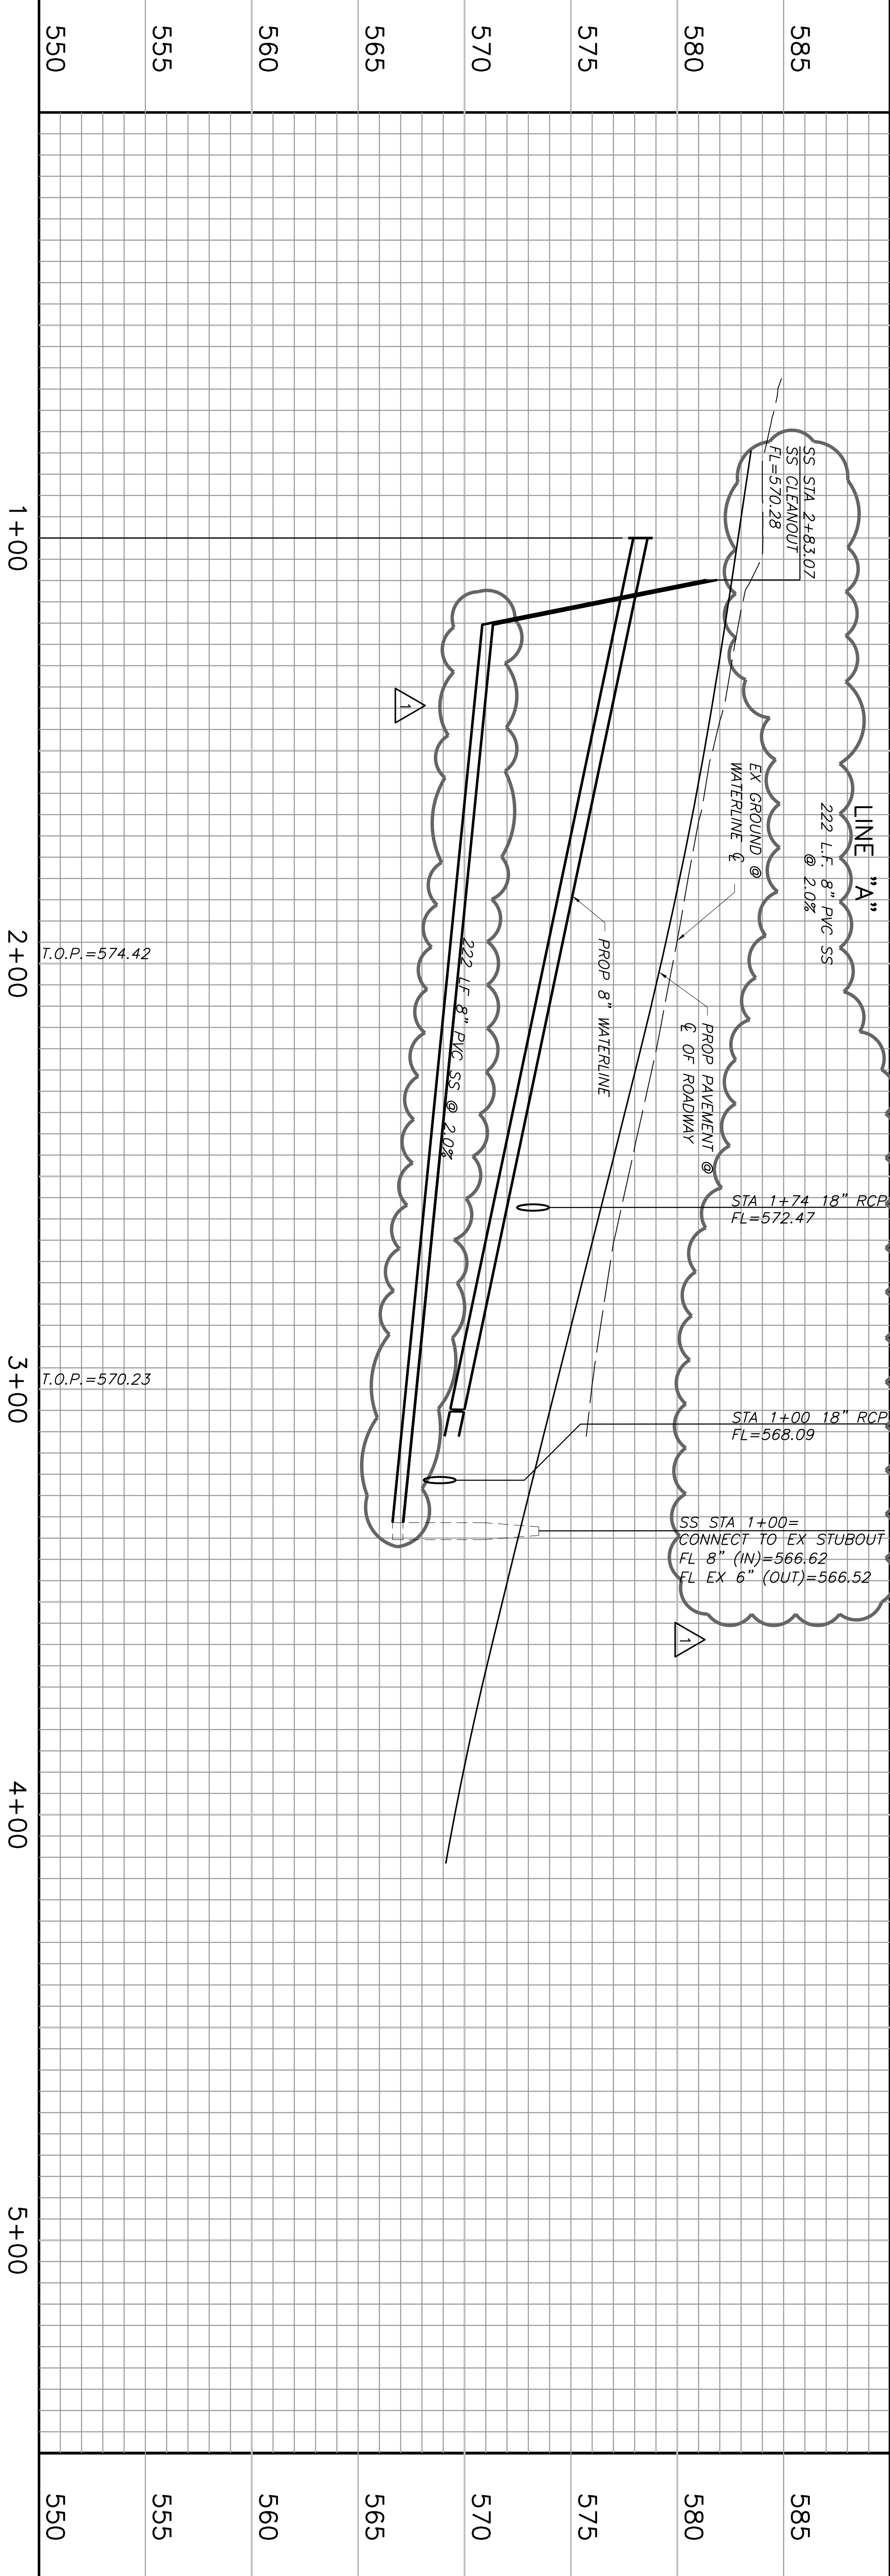 LINE "A"
222 L.F. 8" PVC SS
@ 2.0%
SS STA 2+83.07
SS CLEANOUT
FL=570.28
EX GROUND @
WATERLINE ℄
PROP PAVEMENT @
℄ OF ROADWAY
PROP 8" WATERLINE
222 LF 8" PVC SS @ 2.0%
STA 1+74 18" RCP
FL=572.47
STA 1+00 18" RCP
FL=568.09
SS STA 1+00=
CONNECT TO EX STUBOUT
FL 8" (IN)=566.62
FL EX 6" (OUT)=566.52
1
1
T.O.P.=574.42
T.O.P.=570.23
585
580
575
570
565
560
555
550
585
580
575
570
565
560
555
550
1+00
2+00
3+00
4+00
5+00